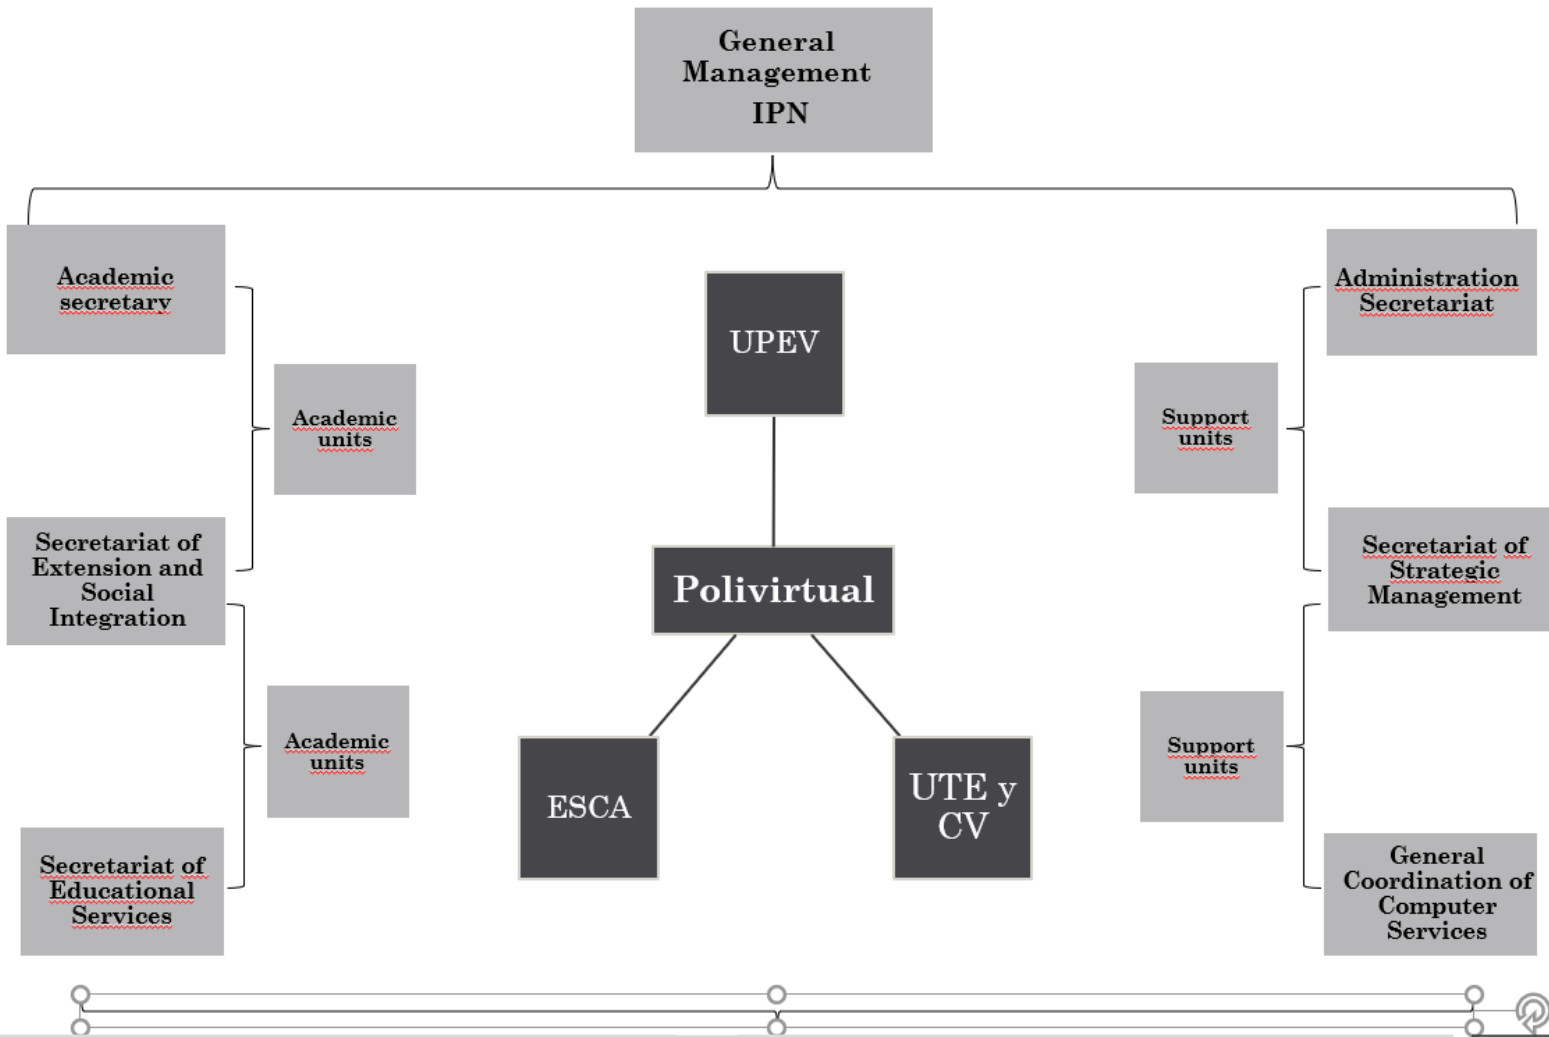 General
Management
IPN
Academic
secretary
Administration
Secretariat
UPEV
Academic
units
Support
units
Secretariat of
Extension and
Social
Integration
Secretariat of
Strategic
Management
Polivirtual
Academic
units
Support
units
ESCA
UTE y
CV
Secretariat of
Educational
Services
General
Coordination of
Computer
Services